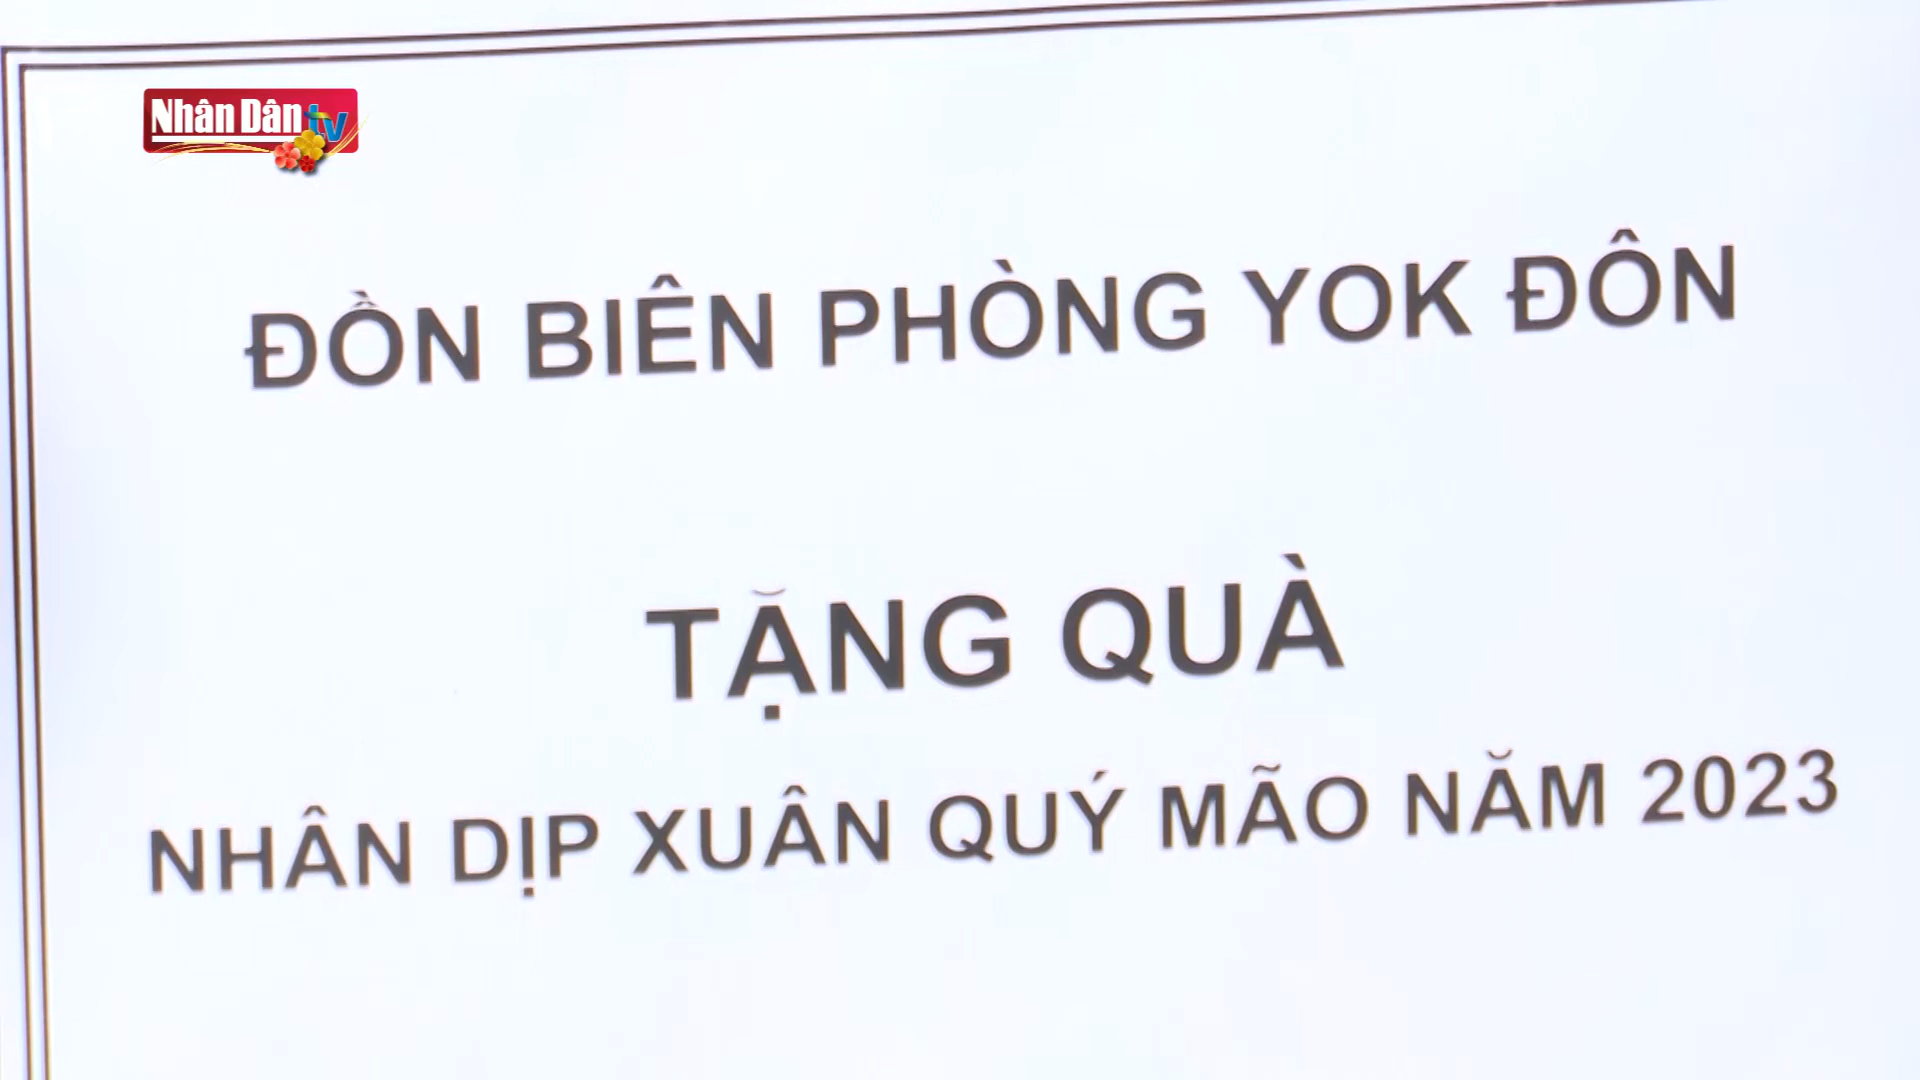 Nhân Dân tv
ĐỒN BIÊN PHÒNG YOK ĐÔN
TẶNG QUÀ
NHÂN DỊP XUÂN QUÝ MÃO NĂM 2023